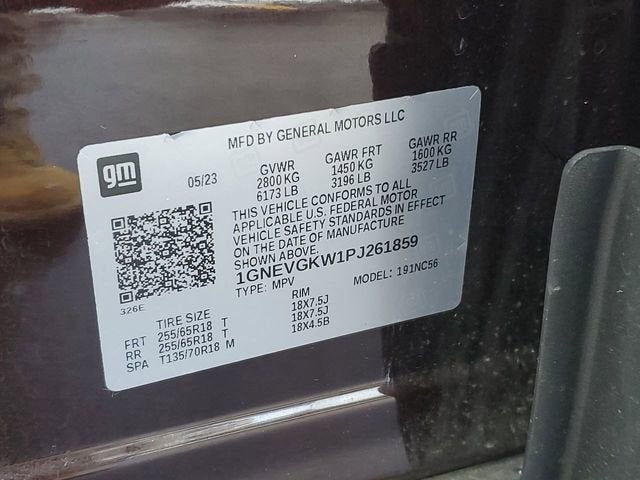 MFD BY GENERAL MOTORS LLC
gm
05/23
GVWR GAWR FRT GAWR RR
2800 KG 1450 KG 1600 KG
6173 LB 3196 LB 3527 LB
THIS VEHICLE CONFORMS TO ALL
APPLICABLE U.S. FEDERAL MOTOR
VEHICLE SAFETY STANDARDS IN EFFECT
ON THE DATE OF MANUFACTURE
SHOWN ABOVE.
1GNEVGKW1PJ261859
TYPE: MPV MODEL: 191NC56
326E
TIRE SIZE RIM
FRT 255/65R18 T 18X7.5J
RR 255/65R18 T 18X7.5J
SPA T135/70R18 M 18X4.5B